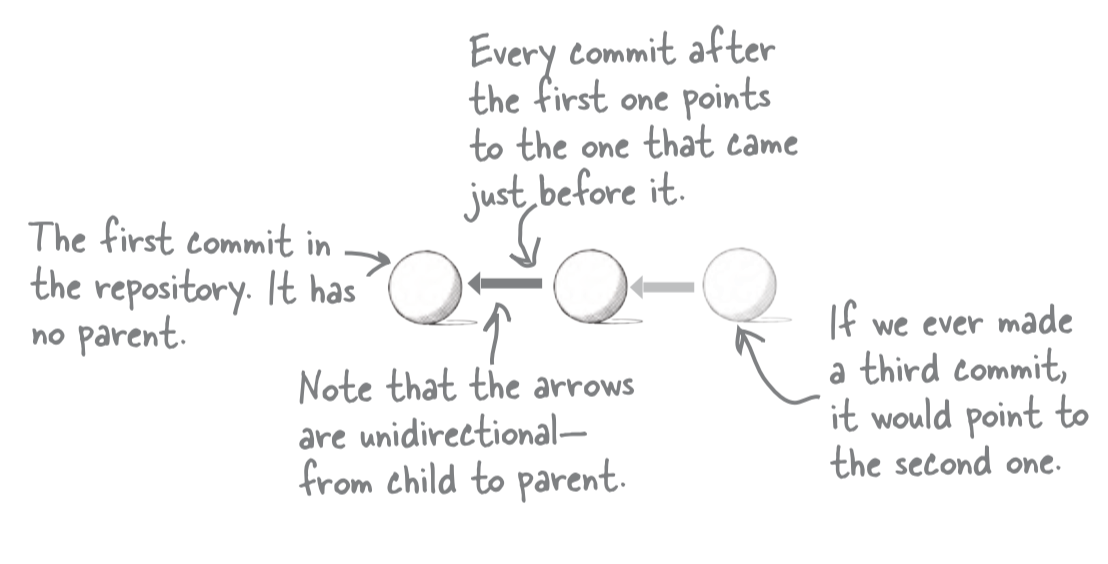 Every commit after
the first one points
to the one that came
just before it.
The first commit in
the repository. It has
no parent.
Note that the arrows
are unidirectional—
from child to parent.
If we ever made
a third commit,
it would point to
the second one.